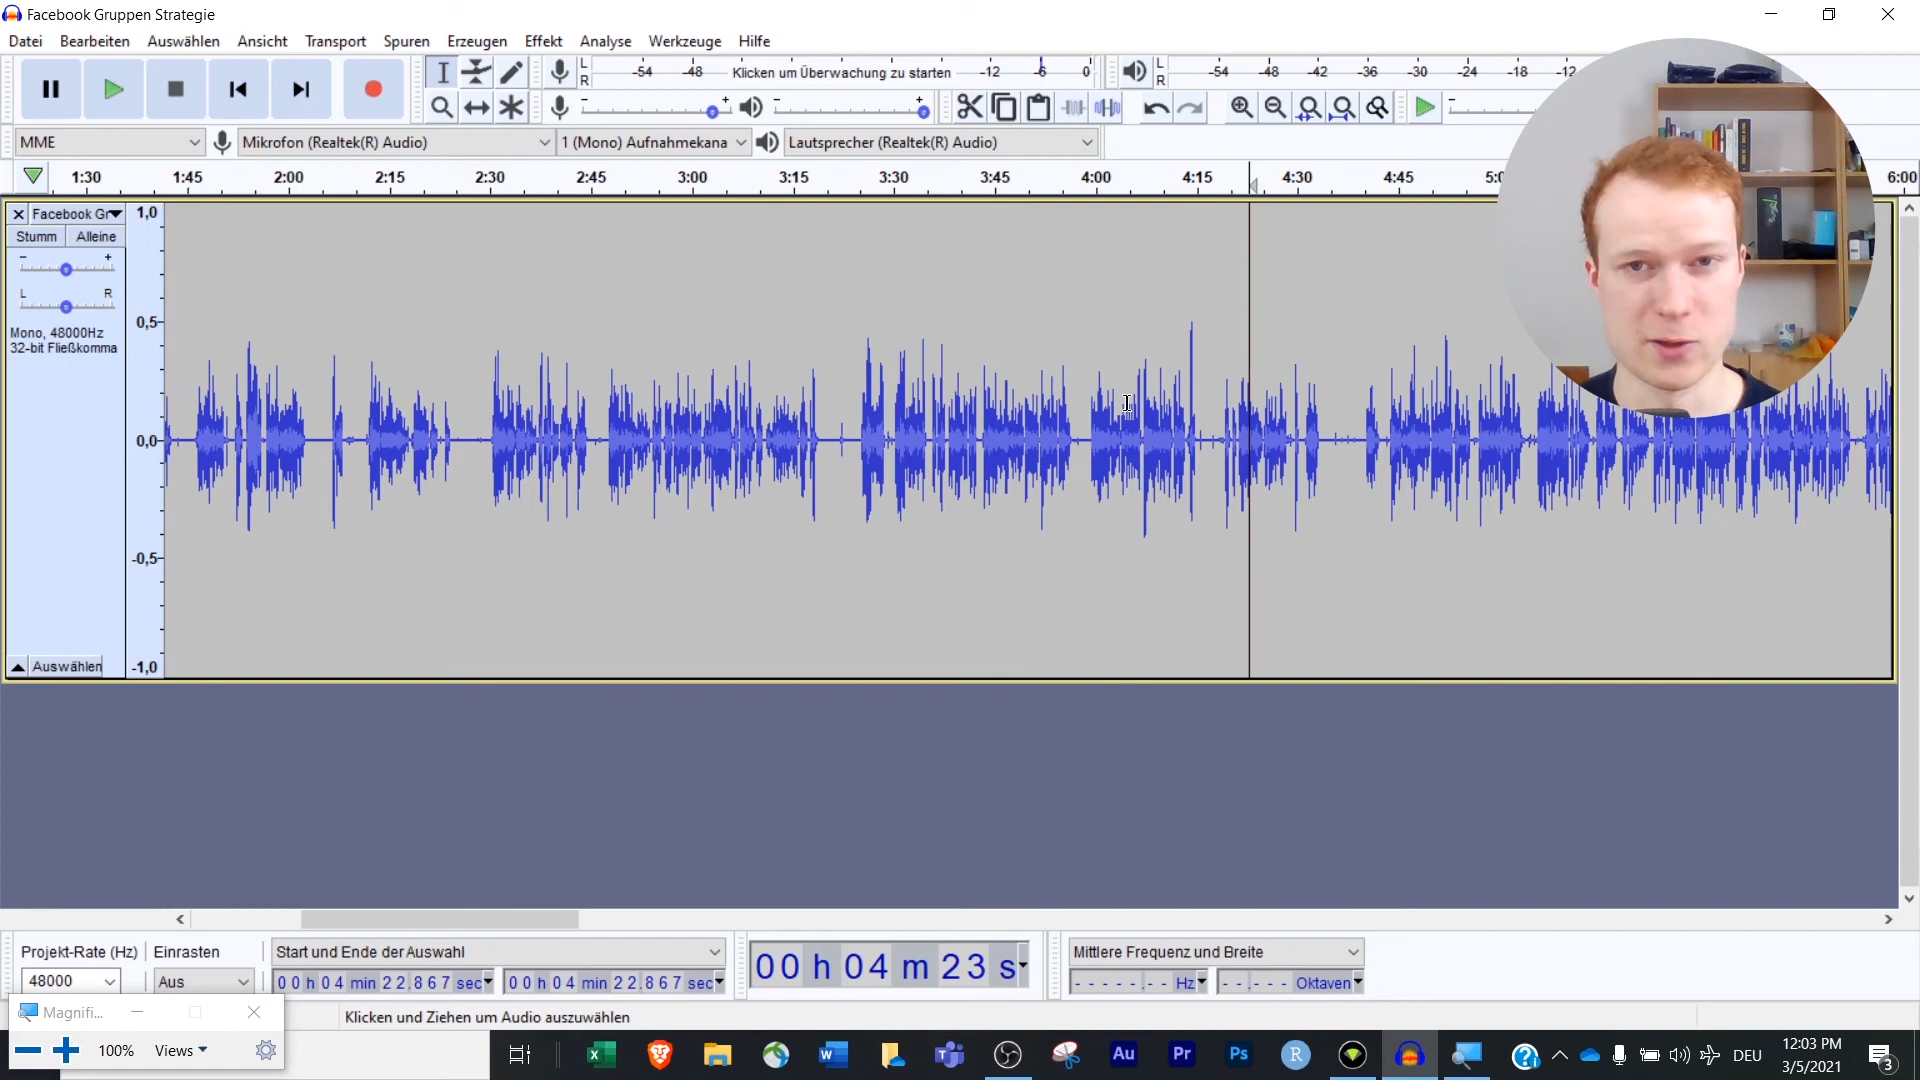 Facebook Gruppen Strategie
Datei Bearbeiten Auswählen Ansicht Transport Spuren Erzeugen Effekt Analyse Werkzeuge Hilfe
L R -54 -48 Klicken um Überwachung zu starten -12 -6 0 L R -54 -48 -42 -36 -30 -24 -18 -12
- + - + -
MME Mikrofon (Realtek(R) Audio) 1 (Mono) Aufnahmekana Lautsprecher (Realtek(R) Audio)
1:30 1:45 2:00 2:15 2:30 2:45 3:00 3:15 3:30 3:45 4:00 4:15 4:30 4:45 5:0 6:00
Facebook Gr 1,0
Stumm Alleine
- +
L R
Mono, 48000Hz
32-bit Fließkomma
0,5
0,0
-0,5
Auswählen -1,0
Projekt-Rate (Hz) Einrasten Start und Ende der Auswahl
48000 Aus 00 h 04 min 22.867 sec 00 h 04 min 22.867 sec
00 h 04 m 23 s
Mittlere Frequenz und Breite
- - - - - . - - Hz - - . - - - Oktaven
Klicken und Ziehen um Audio auszuwählen
Magnifi...
100% Views
Au Pr Ps R DEU
12:03 PM
3/5/2021
3